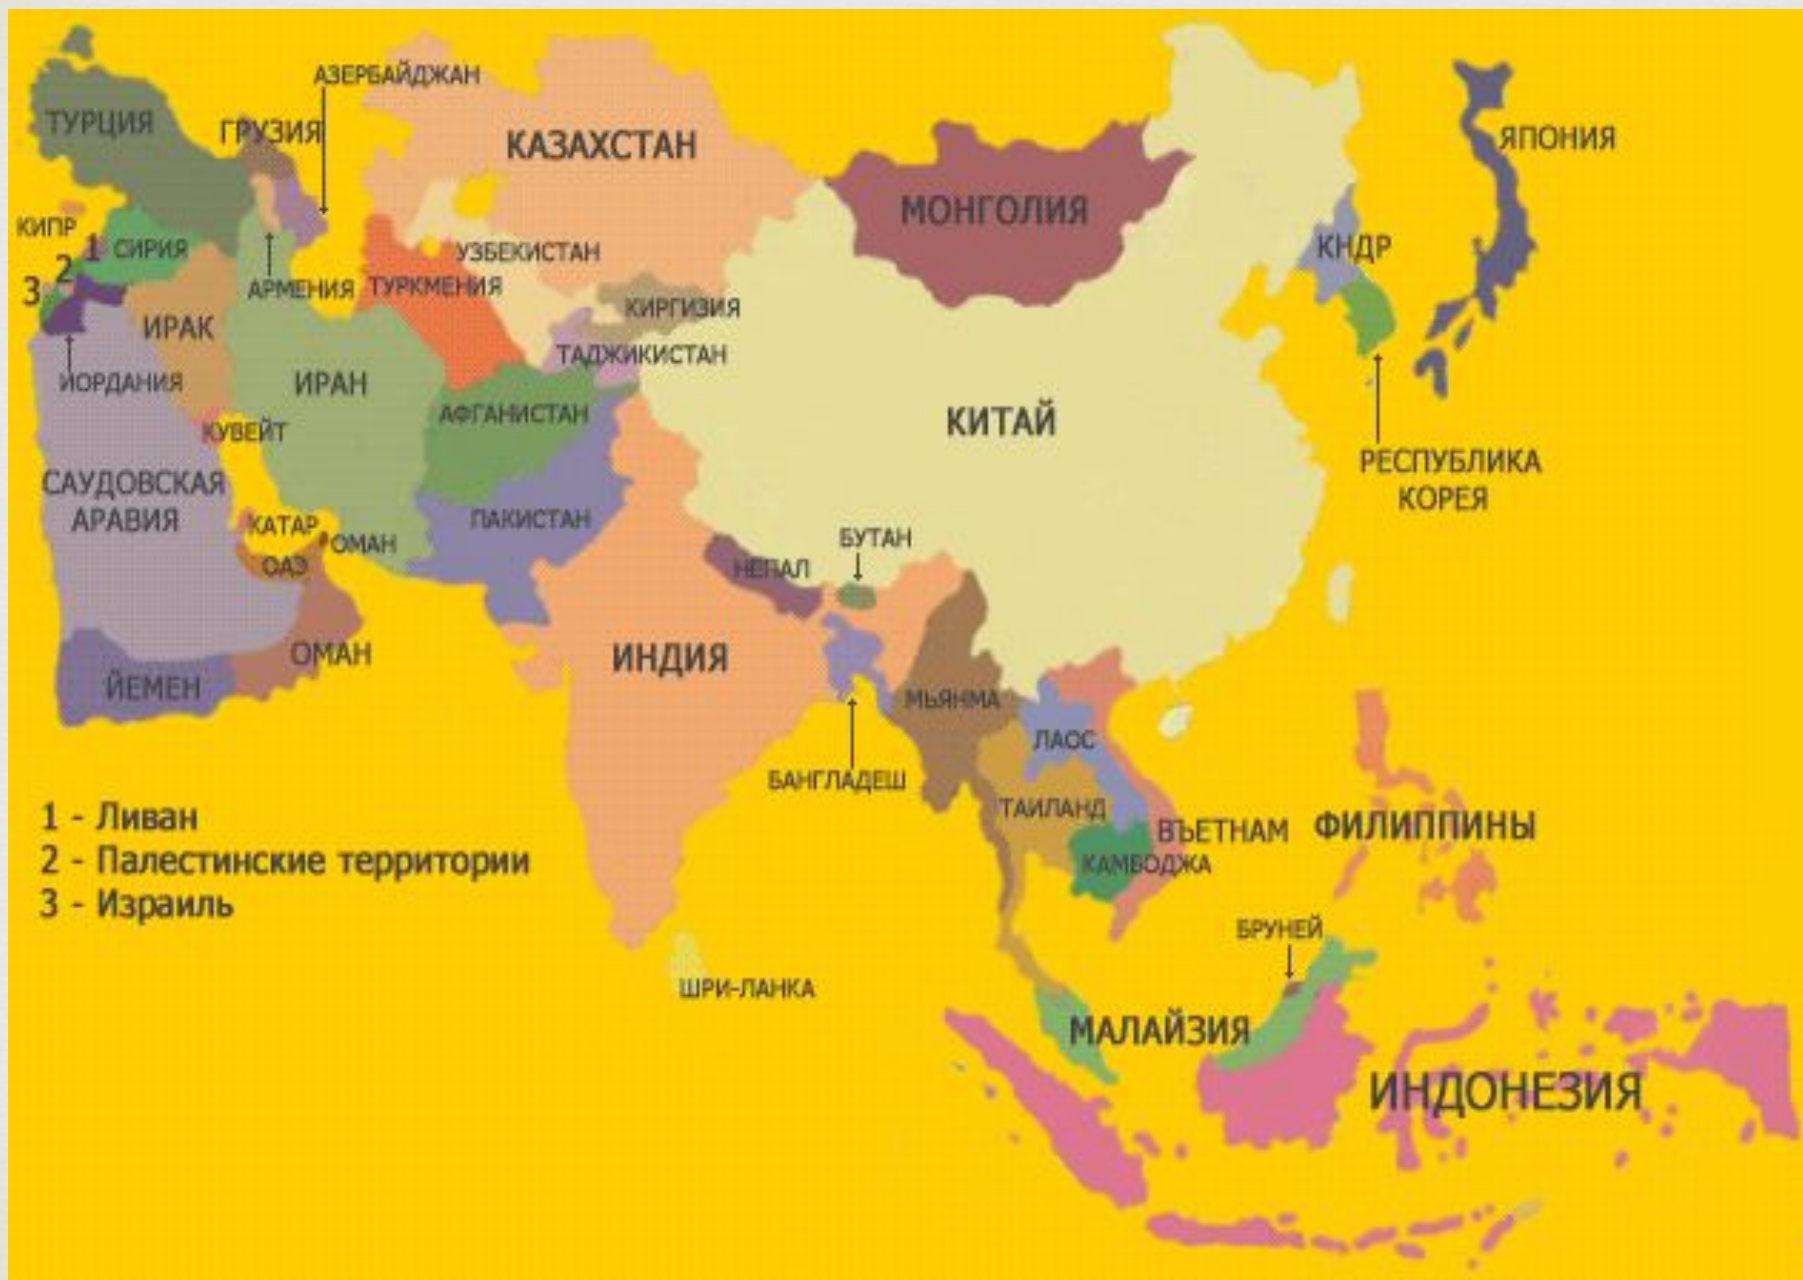 АЗЕРБАЙДЖАН
ТУРЦИЯ
ГРУЗИЯ
КАЗАХСТАН
ЯПОНИЯ
МОНГОЛИЯ
КИПР
1
СИРИЯ
УЗБЕКИСТАН
КНДР
2
3
АРМЕНИЯ
ТУРКМЕНИЯ
КИРГИЗИЯ
ИРАК
ТАДЖИКИСТАН
ИОРДАНИЯ
ИРАН
АФГАНИСТАН
КИТАЙ
КУВЕЙТ
РЕСПУБЛИКА
КОРЕЯ
САУДОВСКАЯ
АРАВИЯ
КАТАР
ПАКИСТАН
ОМАН
БУТАН
ОАЭ
НЕПАЛ
ОМАН
ИНДИЯ
ЙЕМЕН
МЬЯНМА
ЛАОС
БАНГЛАДЕШ
ТАИЛАНД
ВЪЕТНАМ
ФИЛИППИНЫ
КАМБОДЖА
1 - Ливан
2 - Палестинские территории
3 - Израиль
БРУНЕЙ
ШРИ-ЛАНКА
МАЛАЙЗИЯ
ИНДОНЕЗИЯ